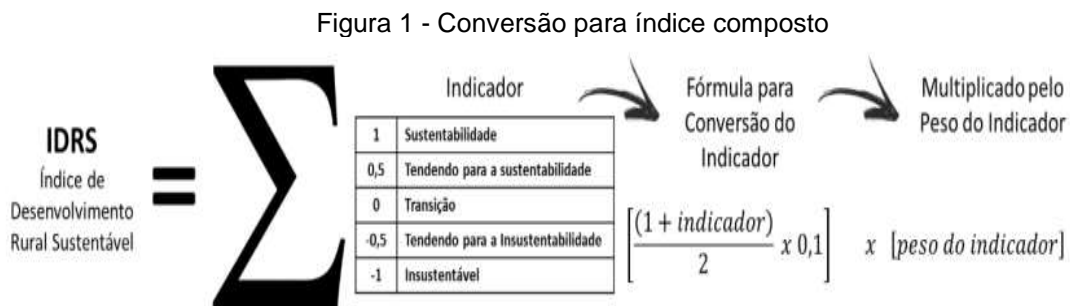 Figura 1 - Conversão para índice composto
IDRS
Índice de
Desenvolvimento
Rural Sustentável
=
∑
Indicador
1 Sustentabilidade
0,5 Tendendo para a sustentabilidade
0 Transição
-0,5 Tendendo para a Insustentabilidade
-1 Insustentável
Fórmula para
Conversão do
Indicador
[(1 + indicador)
2
x 0,1]
Multiplicado pelo
Peso do Indicador
x [peso do indicador]